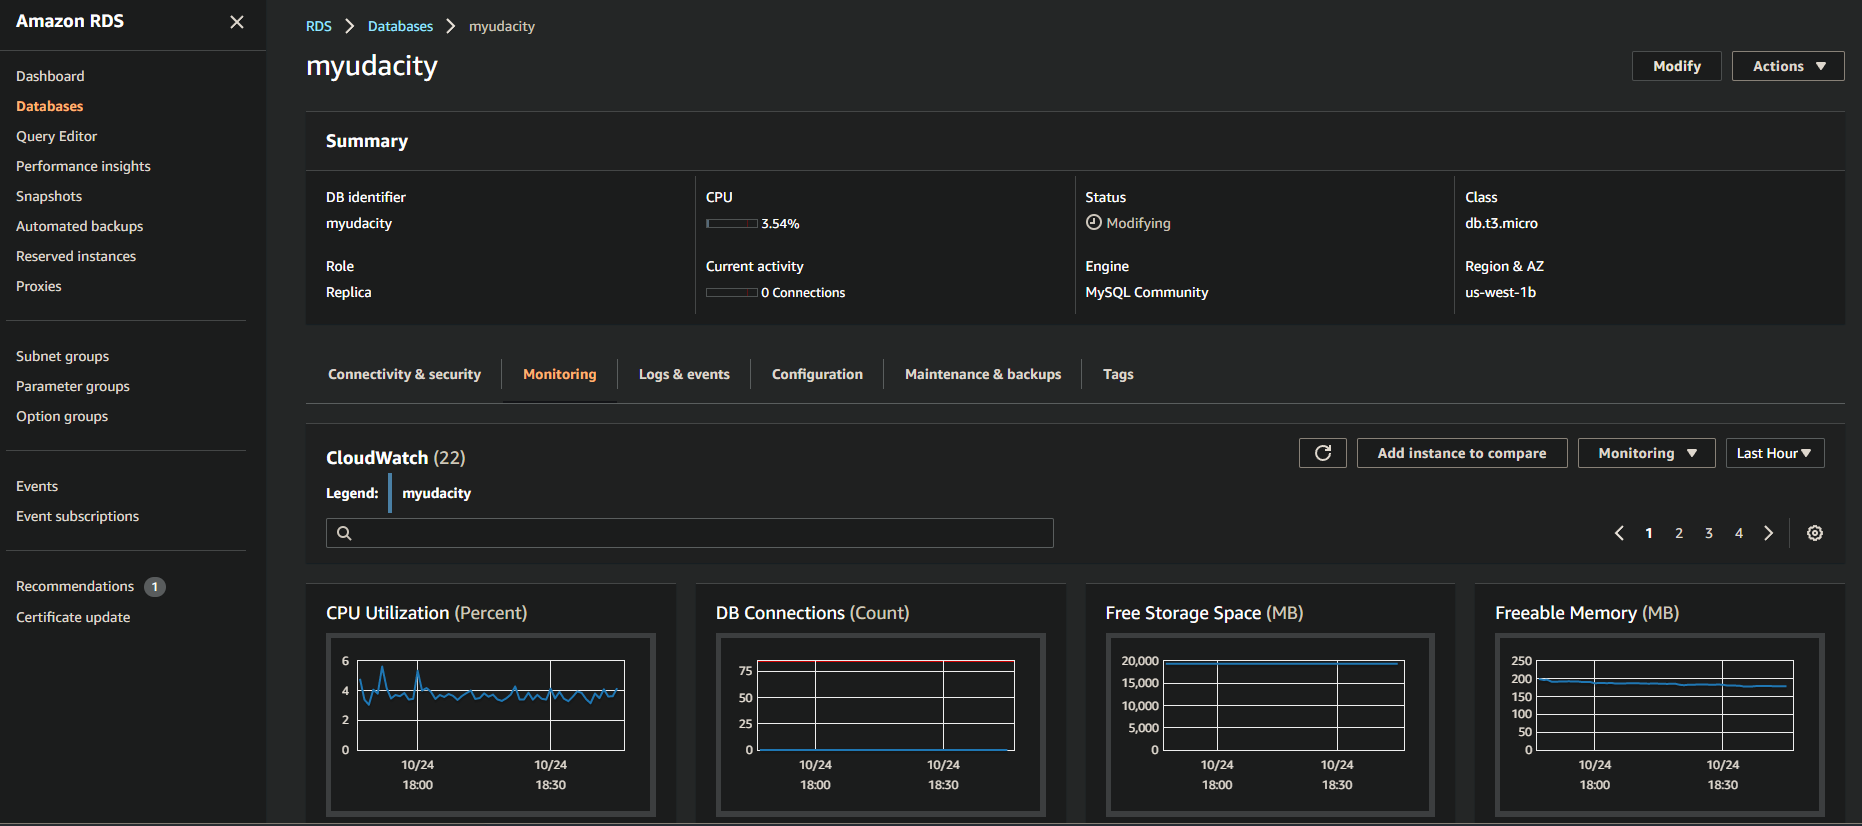 Amazon RDS
Dashboard
Databases
Query Editor
Performance insights
Snapshots
Automated backups
Reserved instances
Proxies
Subnet groups
Parameter groups
Option groups
Events
Event subscriptions
Recommendations 1
Certificate update
RDS > Databases > myudacity
myudacity
Modify
Actions
Summary
DB identifier
myudacity
CPU
3.54%
Status
Modifying
Class
db.t3.micro
Role
Replica
Current activity
0 Connections
Engine
MySQL Community
Region & AZ
us-west-1b
Connectivity & security
Monitoring
Logs & events
Configuration
Maintenance & backups
Tags
CloudWatch (22)
Add instance to compare
Monitoring
Last Hour
Legend: myudacity
1 2 3 4
CPU Utilization (Percent)
6
4
2
0
10/24 10/24
18:00 18:30
DB Connections (Count)
75
50
25
0
10/24 10/24
18:00 18:30
Free Storage Space (MB)
20,000
15,000
10,000
5,000
0
10/24 10/24
18:00 18:30
Freeable Memory (MB)
250
200
150
100
50
0
10/24 10/24
18:00 18:30